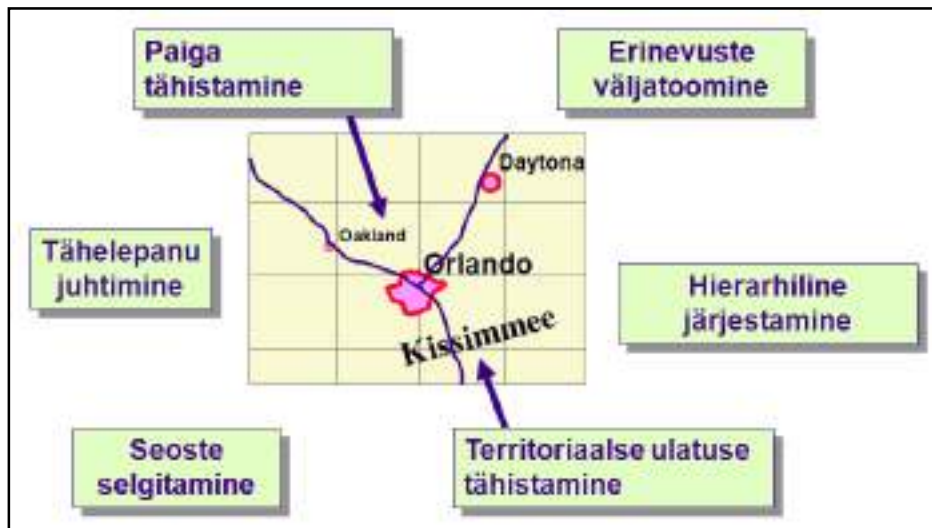 Paiga
tähistamine
Erinevuste
väljatoomine
Daytona
Oakland
Orlando
Kissimmee
Tähelepanu
juhtimine
Hierarhiline
järjestamine
Seoste
selgitamine
Territoriaalse ulatuse
tähistamine